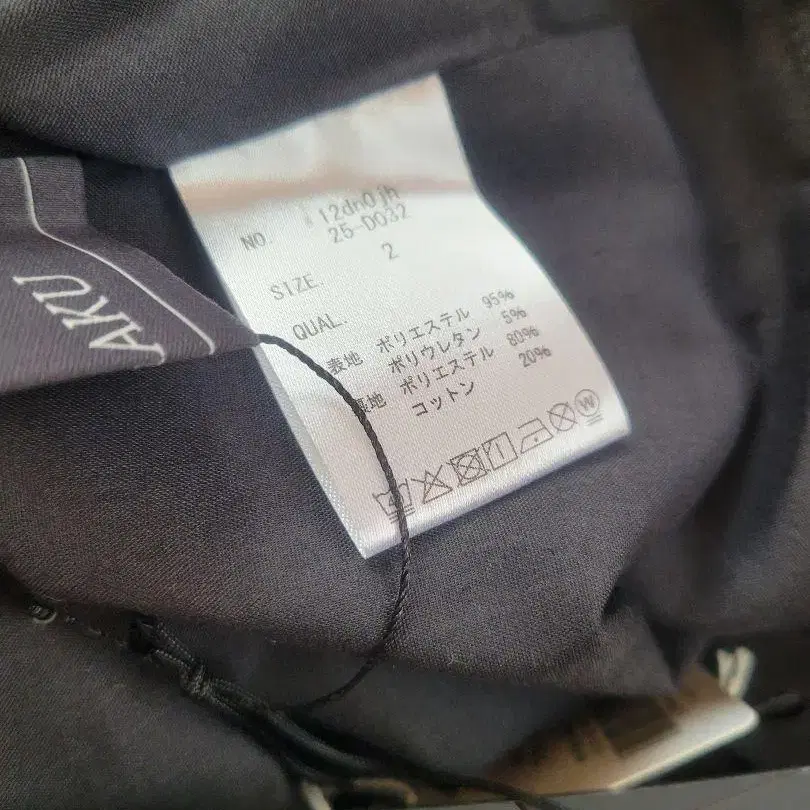 NO. 12dn0jh
25-D032
SIZE. 2
QUAL.
表地 ポリエステル 95%
ポリウレタン 5%
裏地 ポリエステル 80%
コットン 20%
W
AKU